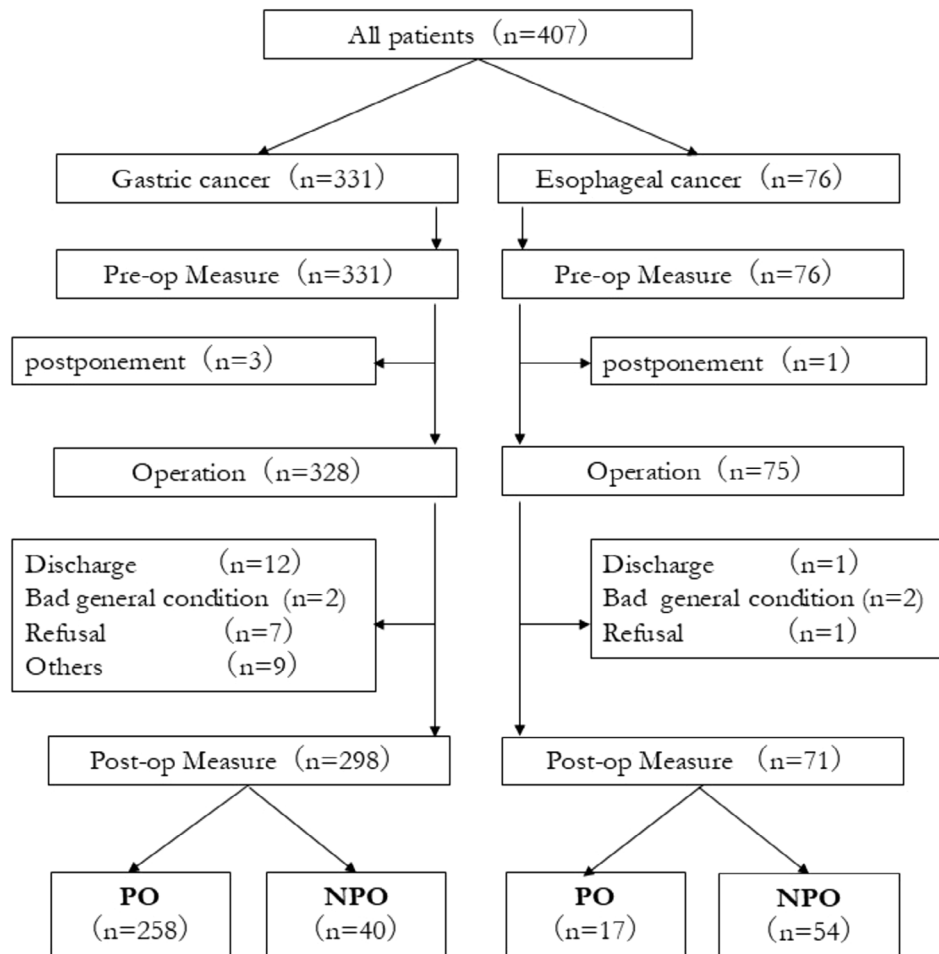 All patients（n=407）
Gastric cancer（n=331）
Esophageal cancer（n=76）
Pre-op Measure（n=331）
Pre-op Measure（n=76）
postponement（n=3）
postponement（n=1）
Operation（n=328）
Operation（n=75）
Discharge（n=12）
Bad general condition (n=2)
Refusal（n=7）
Others（n=9）
Discharge（n=1）
Bad general condition (n=2)
Refusal（n=1）
Post-op Measure（n=298）
Post-op Measure（n=71）
PO
(n=258)
NPO
(n=40)
PO
(n=17)
NPO
(n=54)